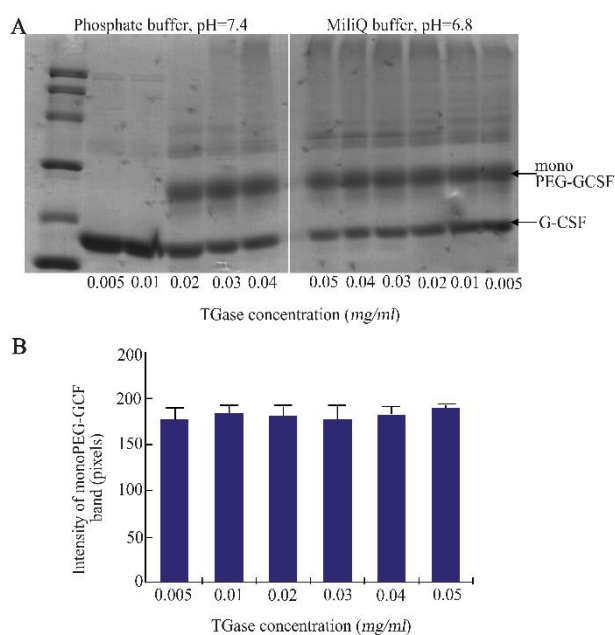 A
Phosphate buffer, pH=7.4
MiliQ buffer, pH=6.8
mono
PEG-GCSF
G-CSF
0.005 0.01 0.02 0.03 0.04
0.05 0.04 0.03 0.02 0.01 0.005
TGase concentration (mg/ml)
B
Intensity of monoPEG-GCF
band (pixels)
200
200
150
100
50
0
0.005 0.01 0.02 0.03 0.04 0.05
TGase concentration (mg/ml)